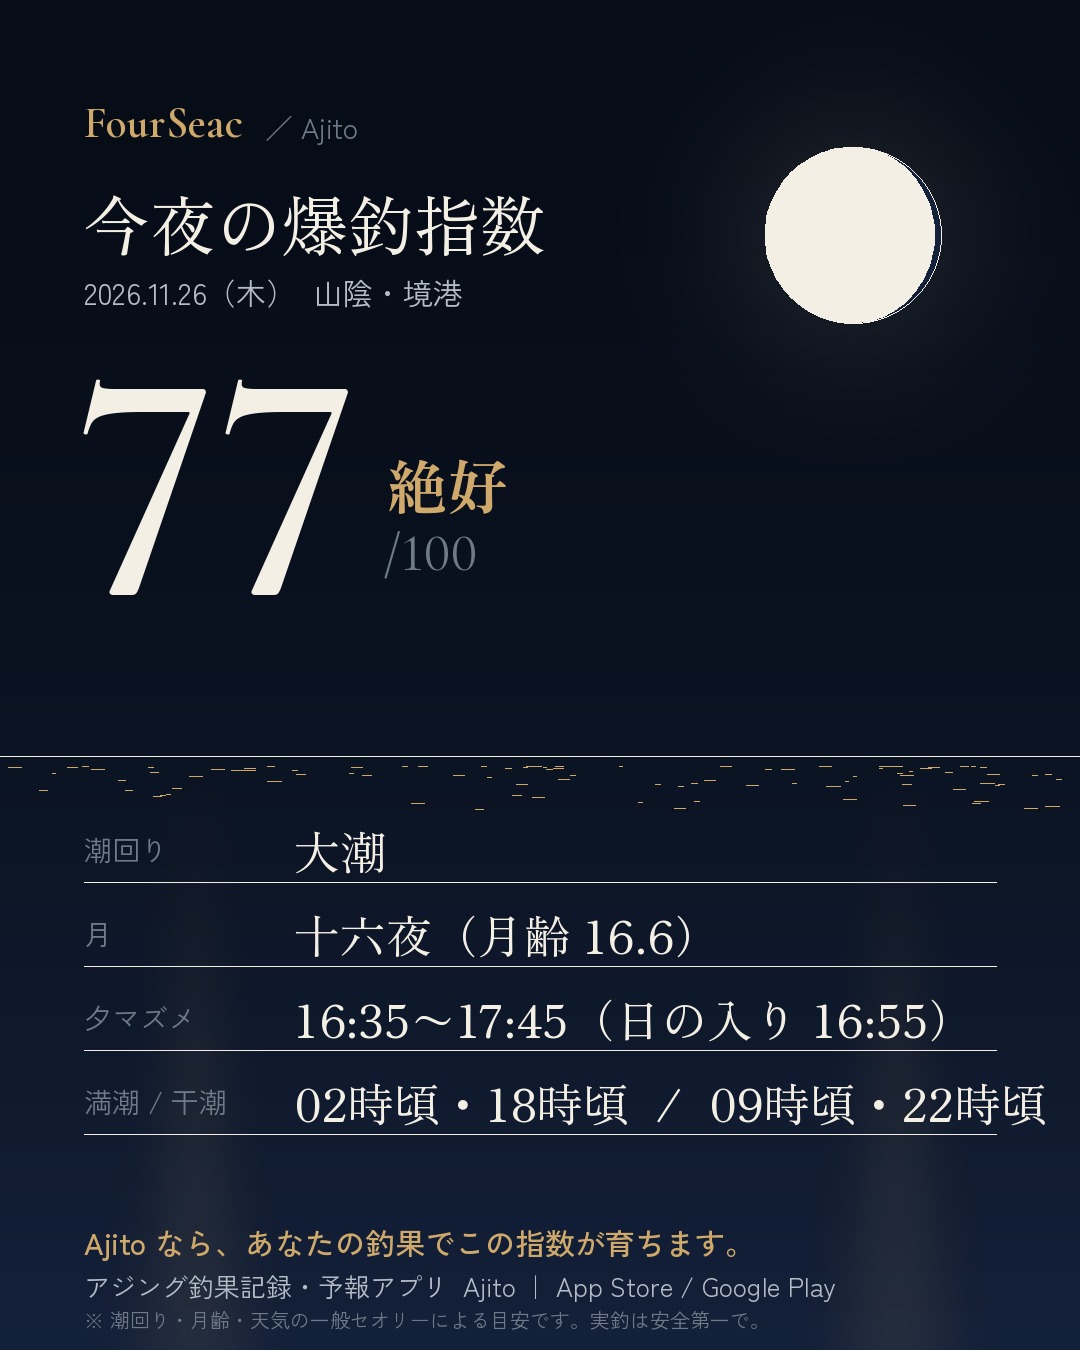 FourSeac ／ Ajito
今夜の爆釣指数
2026.11.26（木） 山陰・境港
77
絶好
/100
潮回り 大潮
月 十六夜（月齢 16.6）
夕マズメ 16:35〜17:45（日の入り 16:55）
満潮 / 干潮 02時頃・18時頃 ／ 09時頃・22時頃
Ajito なら、あなたの釣果でこの指数が育ちます。
アジング釣果記録・予報アプリ Ajito ｜ App Store / Google Play
※ 潮回り・月齢・天気の一般セオリーによる目安です。実釣は安全第一で。